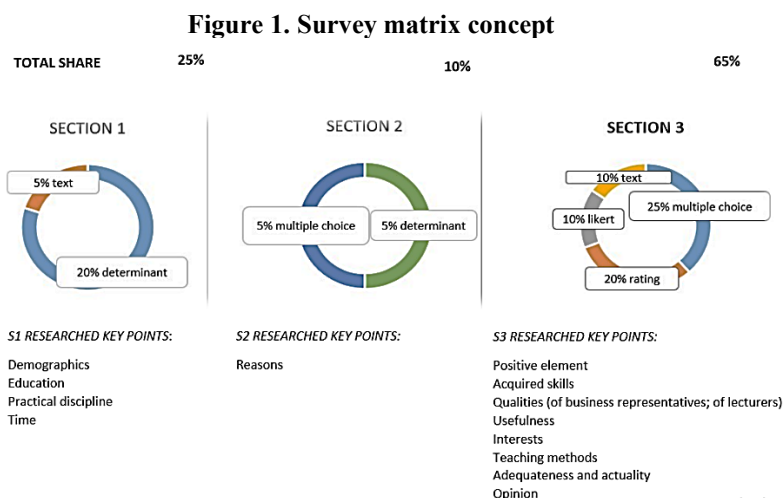 Figure 1. Survey matrix concept
TOTAL SHARE 25% 10% 65%
SECTION 1
5% text
20% determinant
S1 RESEARCHED KEY POINTS:
Demographics
Education
Practical discipline
Time
SECTION 2
5% multiple choice
5% determinant
S2 RESEARCHED KEY POINTS:
Reasons
SECTION 3
10% text
25% multiple choice
10% likert
20% rating
S3 RESEARCHED KEY POINTS:
Positive element
Acquired skills
Qualities (of business representatives; of lecturers)
Usefulness
Interests
Teaching methods
Adequateness and actuality
Opinion